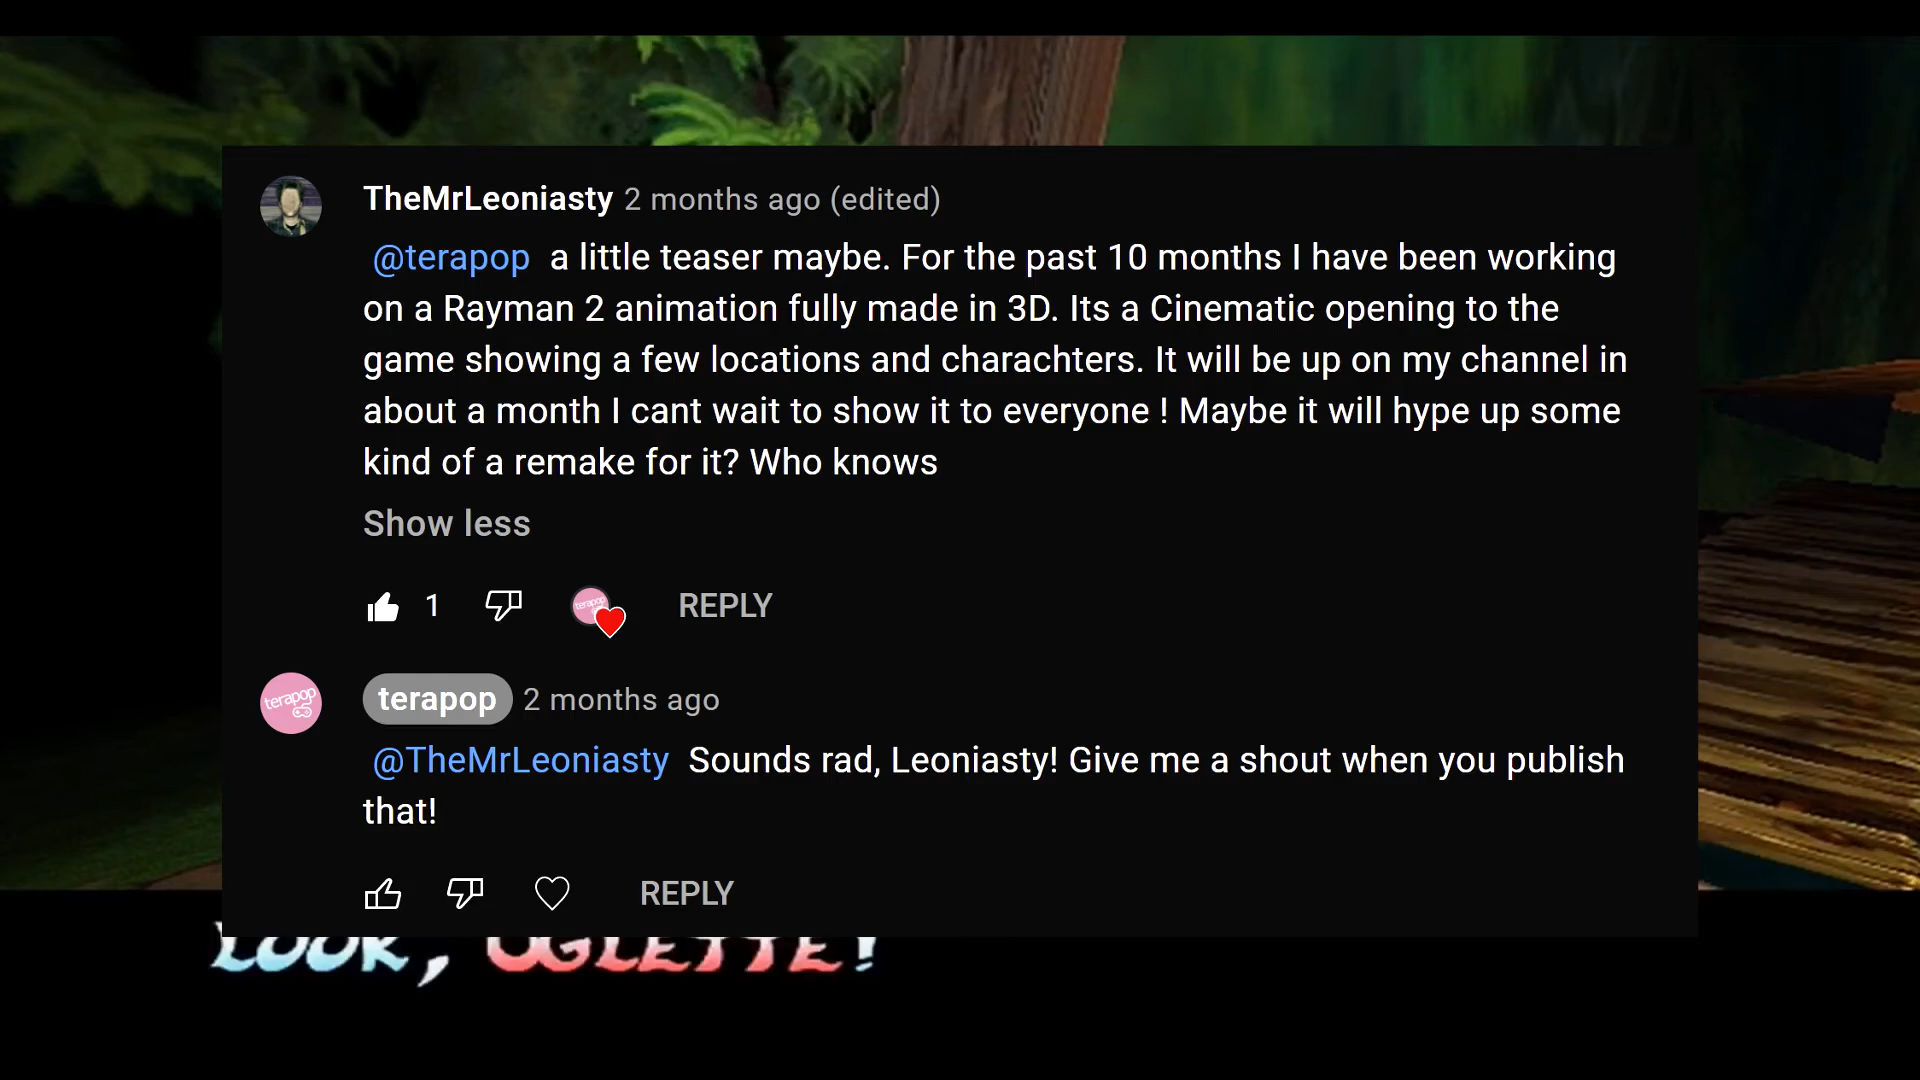 TheMrLeoniasty 2 months ago (edited)
@terapop a little teaser maybe. For the past 10 months I have been working
on a Rayman 2 animation fully made in 3D. Its a Cinematic opening to the
game showing a few locations and charachters. It will be up on my channel in
about a month I cant wait to show it to everyone ! Maybe it will hype up some
kind of a remake for it? Who knows
Show less
1 terapop REPLY
terapop terapop 2 months ago
@TheMrLeoniasty Sounds rad, Leoniasty! Give me a shout when you publish
that!
REPLY
LOOK, UGLETTE!